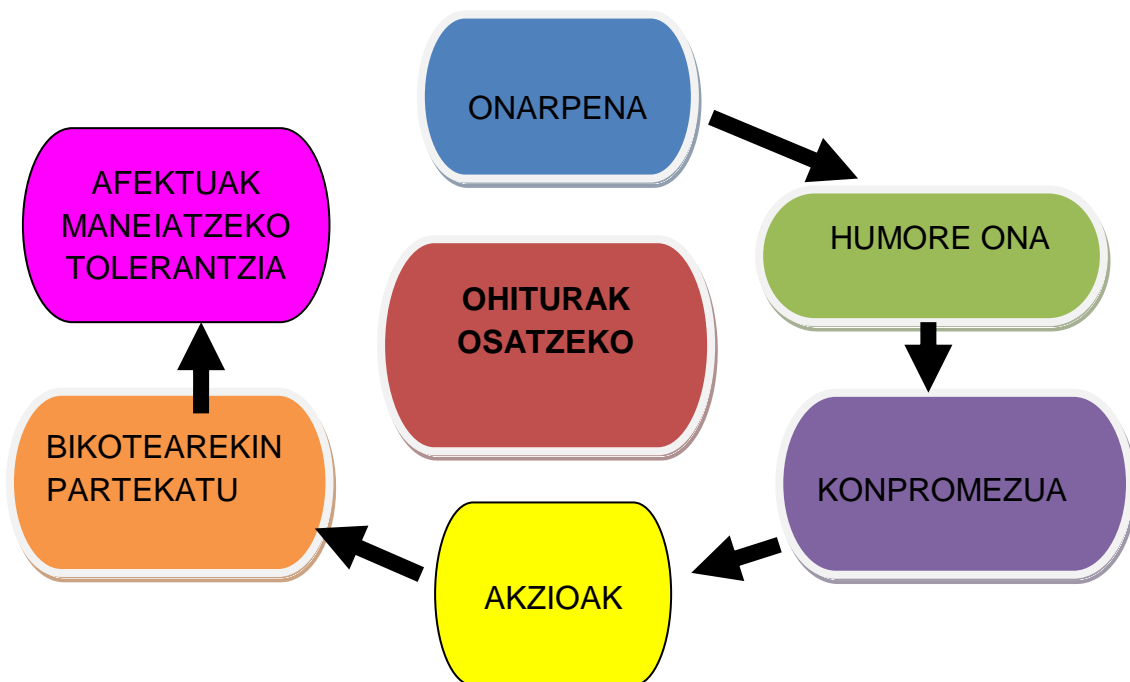 ONARPENA
HUMORE ONA
KONPROMEZUA
AKZIOAK
BIKOTEAREKIN
PARTEKATU
AFEKTUAK
MANEIATZEKO
TOLERANTZIA
OHITURAK
OSATZEKO